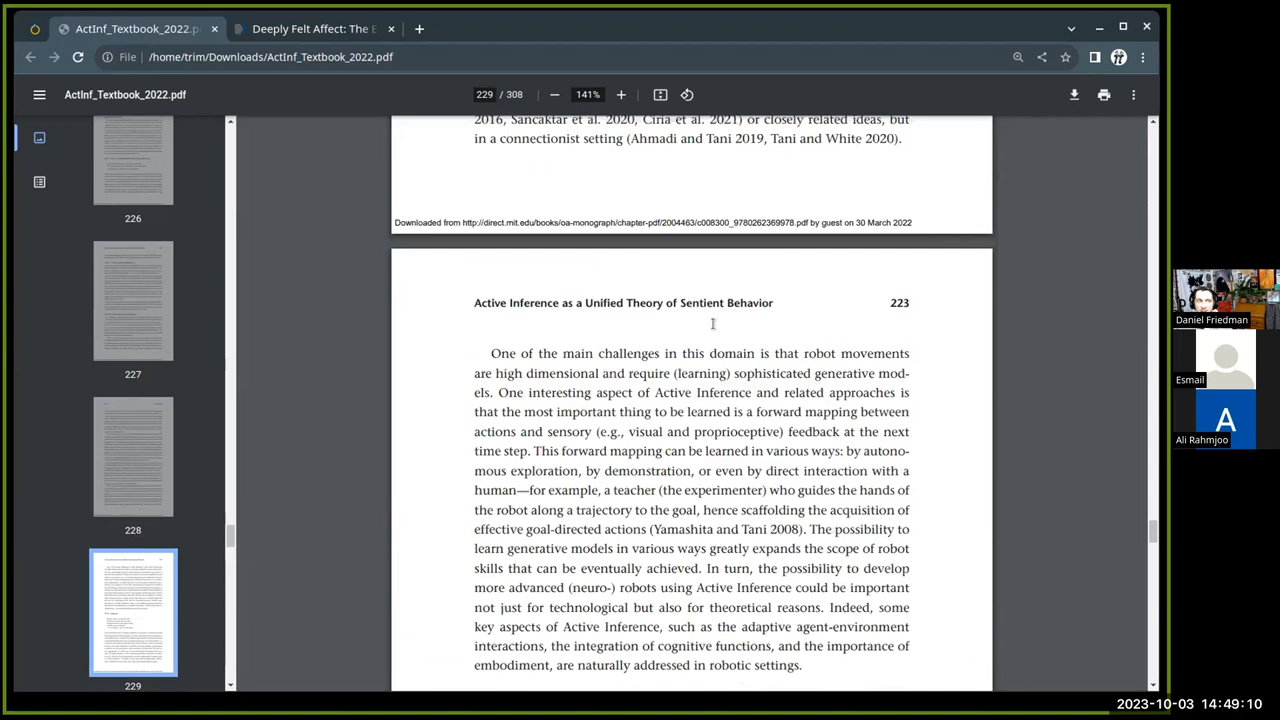 ActInf_Textbook_2022.p
Deeply Felt Affect: The E
File
/home/trim/Downloads/ActInf_Textbook_2022.pdf
ActInf_Textbook_2022.pdf
229 / 308
141%
226
227
228
229
2016, Sancaktar et al. 2020, Ciria et al. 2021) or closely related ideas, but
in a connectionist setting (Ahmadi and Tani 2019, Tani and White 2020).
Downloaded from http://direct.mit.edu/books/oa-monograph/chapter-pdf/2004463/c008300_9780262369978.pdf by guest on 30 March 2022
Active Inference as a Unified Theory of Sentient Behavior 223
One of the main challenges in this domain is that robot movements
are high dimensional and require (learning) sophisticated generative mod-
els. One interesting aspect of Active Inference and related approaches is
that the most important thing to be learned is a forward mapping between
actions and sensory (e.g., visual and proprioceptive) feedback at the next
time step. This forward mapping can be learned in various ways: by autono-
mous exploration, by demonstration, or even by direct interaction with a
human—for example, a teacher (the experimenter) who guides the hands of
the robot along a trajectory to the goal, hence scaffolding the acquisition of
effective goal-directed actions (Yamashita and Tani 2008). The possibility to
learn generative models in various ways greatly expands the scope of robot
skills that can be eventually achieved. In turn, the possibility to develop
more advanced (neuro-) robots using Active Inference could be important
not just for technological but also for theoretical reasons. Indeed, some
key aspects of Active Inference, such as the adaptive agent-environment
interactions, the integration of cognitive functions, and the importance of
embodiment, are naturally addressed in robotic settings.
Daniel Friedman
Esmail
A
Ali Rahmjoo
2023-10-03 14:49:10